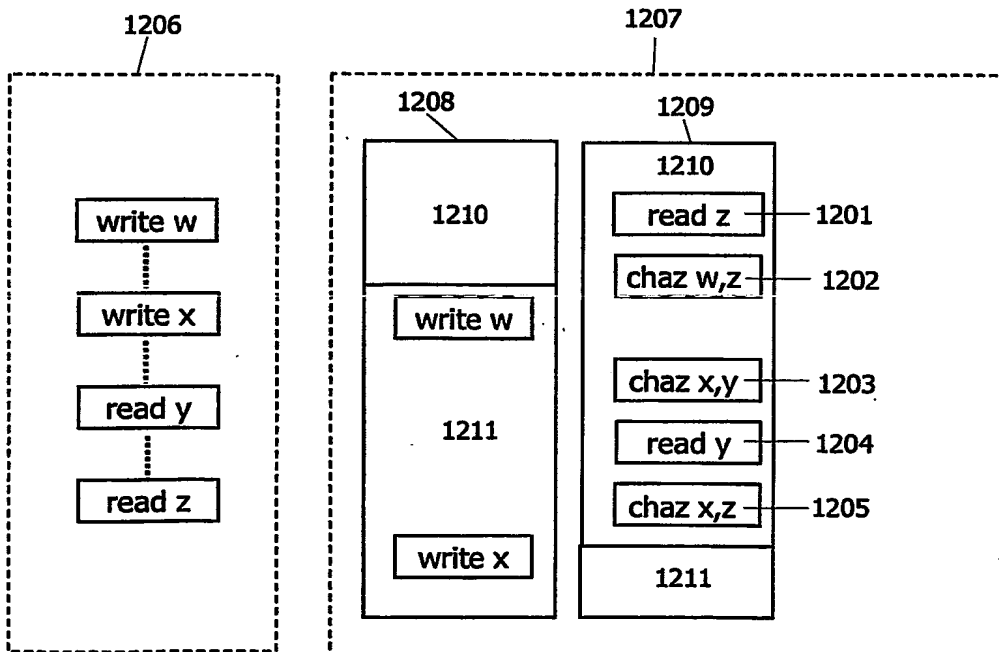 1206
1207
1208
1209
1210
1210
write w
read z
1201
chaz w,z
1202
write x
write w
chaz x,y
1203
read y
1211
read y
1204
read z
chaz x,z
1205
write x
1211